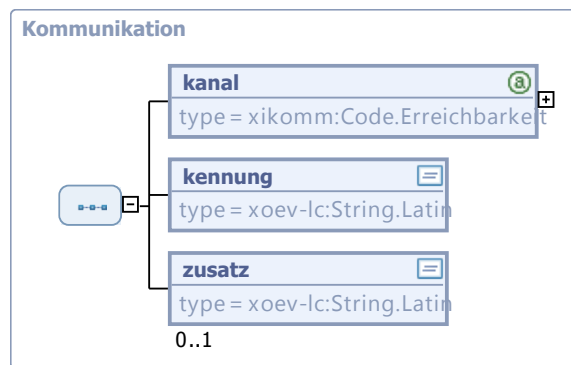 Kommunikation
kanal
type = xikomm:Code.Erreichbarkeit
kennung
type = xoev-lc:String.Latin
zusatz
type = xoev-lc:String.Latin
0..1